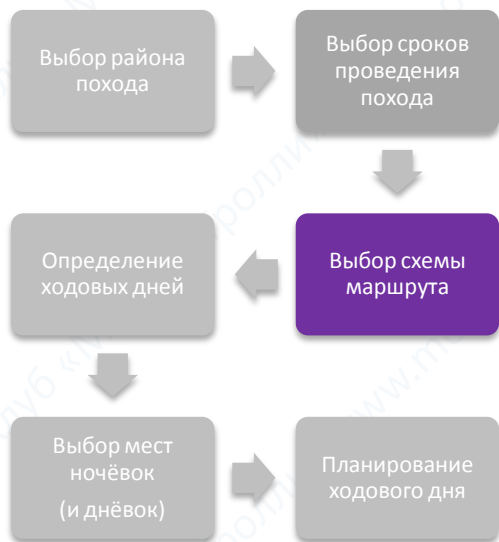 Выбор района
похода
Выбор сроков
проведения
похода
Выбор схемы
маршрута
Определение
ходовых дней
Выбор мест
ночёвок
(и днёвок)
Планирование
ходового дня